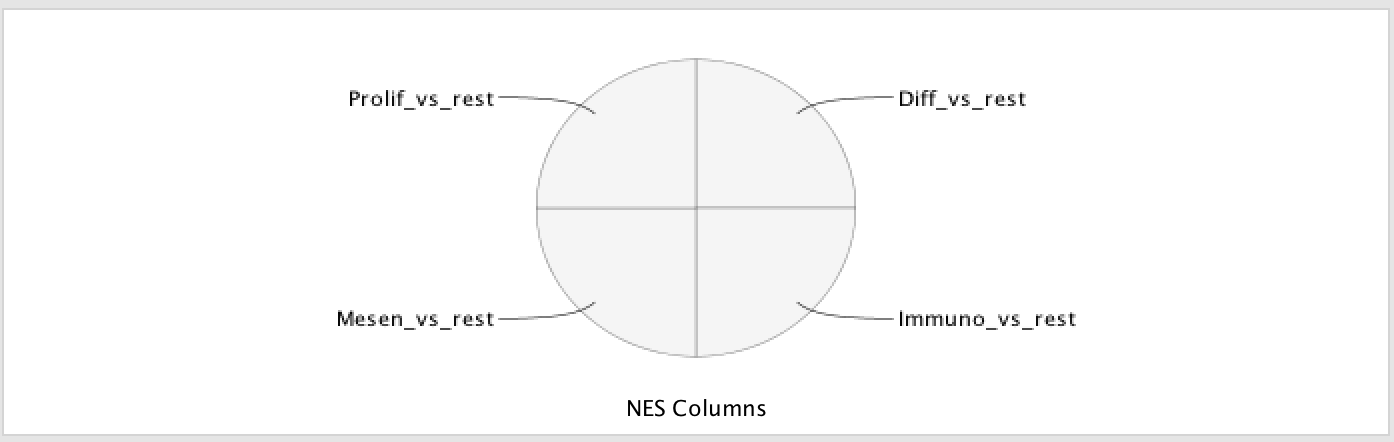 Prolif_vs_rest
Diff_vs_rest
Mesen_vs_rest
Immuno_vs_rest
NES Columns